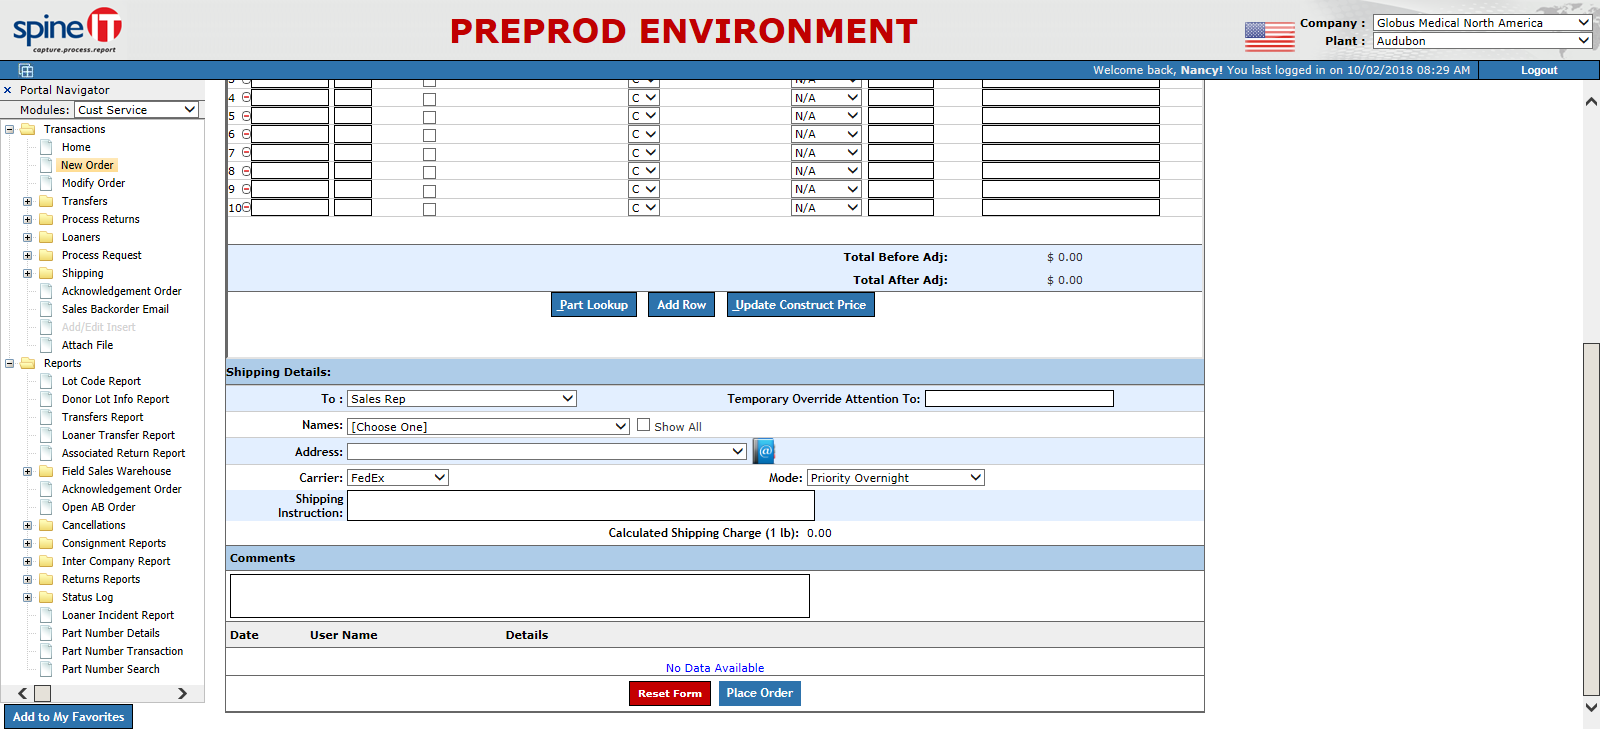 spine IT
capture.process.report
PREPROD ENVIRONMENT
Company : Globus Medical North America
Plant : Audubon
Welcome back, Nancy! You last logged in on 10/02/2018 08:29 AM
Logout
Portal Navigator
Modules: Cust Service
Transactions
Home
New Order
Modify Order
Transfers
Process Returns
Loaners
Process Request
Shipping
Acknowledgement Order
Sales Backorder Email
Add/Edit Insert
Attach File
Reports
Lot Code Report
Donor Lot Info Report
Transfers Report
Loaner Transfer Report
Associated Return Report
Field Sales Warehouse
Acknowledgement Order
Open AB Order
Cancellations
Consignment Reports
Inter Company Report
Returns Reports
Status Log
Loaner Incident Report
Part Number Details
Part Number Transaction
Part Number Search
Add to My Favorites
4 C N/A
5 C N/A
6 C N/A
7 C N/A
8 C N/A
9 C N/A
10 C N/A
Total Before Adj: $ 0.00
Total After Adj: $ 0.00
Part Lookup Add Row Update Construct Price
Shipping Details:
To : Sales Rep Temporary Override Attention To:
Names: [Choose One] Show All
Address: @
Carrier: FedEx Mode: Priority Overnight
Shipping
Instruction:
Calculated Shipping Charge (1 lb): 0.00
Comments
Date User Name Details
No Data Available
Reset Form Place Order